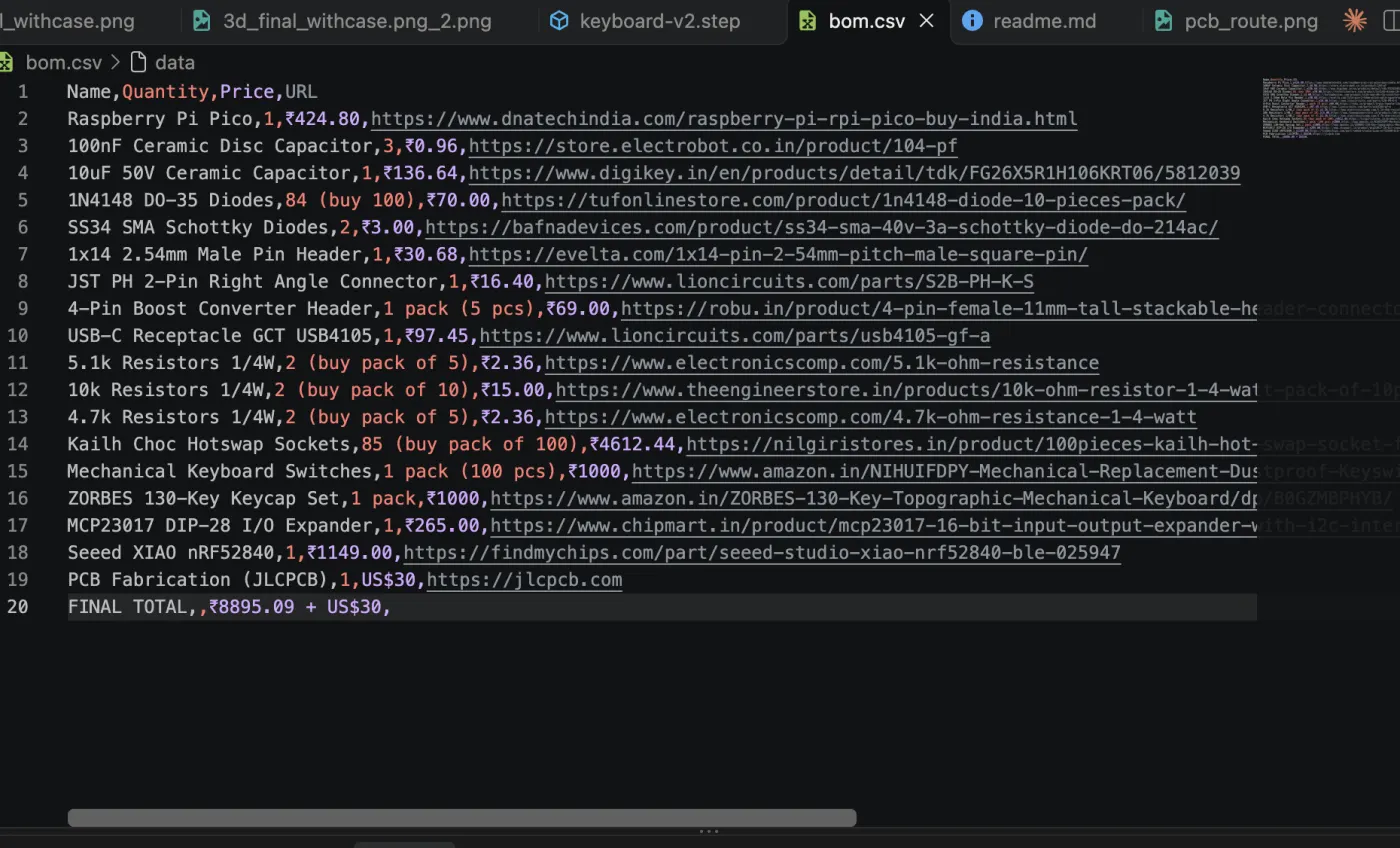 l_withcase.png 3d_final_withcase.png_2.png keyboard-v2.step bom.csv readme.md pcb_route.png
bom.csv > data
1 Name,Quantity,Price,URL
2 Raspberry Pi Pico,1,₹424.80,https://www.dnatechindia.com/raspberry-pi-rpi-pico-buy-india.html
3 100nF Ceramic Disc Capacitor,3,₹0.96,https://store.electrobot.co.in/product/104-pf
4 10uF 50V Ceramic Capacitor,1,₹136.64,https://www.digikey.in/en/products/detail/tdk/FG26X5R1H106KRT06/5812039
5 1N4148 DO-35 Diodes,84 (buy 100),₹70.00,https://tufonlinestore.com/product/1n4148-diode-10-pieces-pack/
6 SS34 SMA Schottky Diodes,2,₹3.00,https://bafnadevices.com/product/ss34-sma-40v-3a-schottky-diode-do-214ac/
7 1x14 2.54mm Male Pin Header,1,₹30.68,https://evelta.com/1x14-pin-2-54mm-pitch-male-square-pin/
8 JST PH 2-Pin Right Angle Connector,1,₹16.40,https://www.lioncircuits.com/parts/S2B-PH-K-S
9 4-Pin Boost Converter Header,1 pack (5 pcs),₹69.00,https://robu.in/product/4-pin-female-11mm-tall-stackable-header-connecto
10 USB-C Receptacle GCT USB4105,1,₹97.45,https://www.lioncircuits.com/parts/usb4105-gf-a
11 5.1k Resistors 1/4W,2 (buy pack of 5),₹2.36,https://www.electronicscomp.com/5.1k-ohm-resistance
12 10k Resistors 1/4W,2 (buy pack of 10),₹15.00,https://www.theengineerstore.in/products/10k-ohm-resistor-1-4-watt-pack-of-10p
13 4.7k Resistors 1/4W,2 (buy pack of 5),₹2.36,https://www.electronicscomp.com/4.7k-ohm-resistance-1-4-watt
14 Kailh Choc Hotswap Sockets,85 (buy pack of 100),₹4612.44,https://nilgiristores.in/product/100pieces-kailh-hot-swap-socket-
15 Mechanical Keyboard Switches,1 pack (100 pcs),₹1000,https://www.amazon.in/NIHUIFDPY-Mechanical-Replacement-Dustproof-Keyswi
16 ZORBES 130-Key Keycap Set,1 pack,₹1000,https://www.amazon.in/ZORBES-130-Key-Topographic-Mechanical-Keyboard/dp/B0GZMBPHYB/
17 MCP23017 DIP-28 I/O Expander,1,₹265.00,https://www.chipmart.in/product/mcp23017-16-bit-input-output-expander-with-i2c-inte
18 Seeed XIAO nRF52840,1,₹1149.00,https://findmychips.com/part/seeed-studio-xiao-nrf52840-ble-025947
19 PCB Fabrication (JLCPCB),1,US$30,https://jlcpcb.com
20 FINAL TOTAL,,₹8895.09 + US$30,